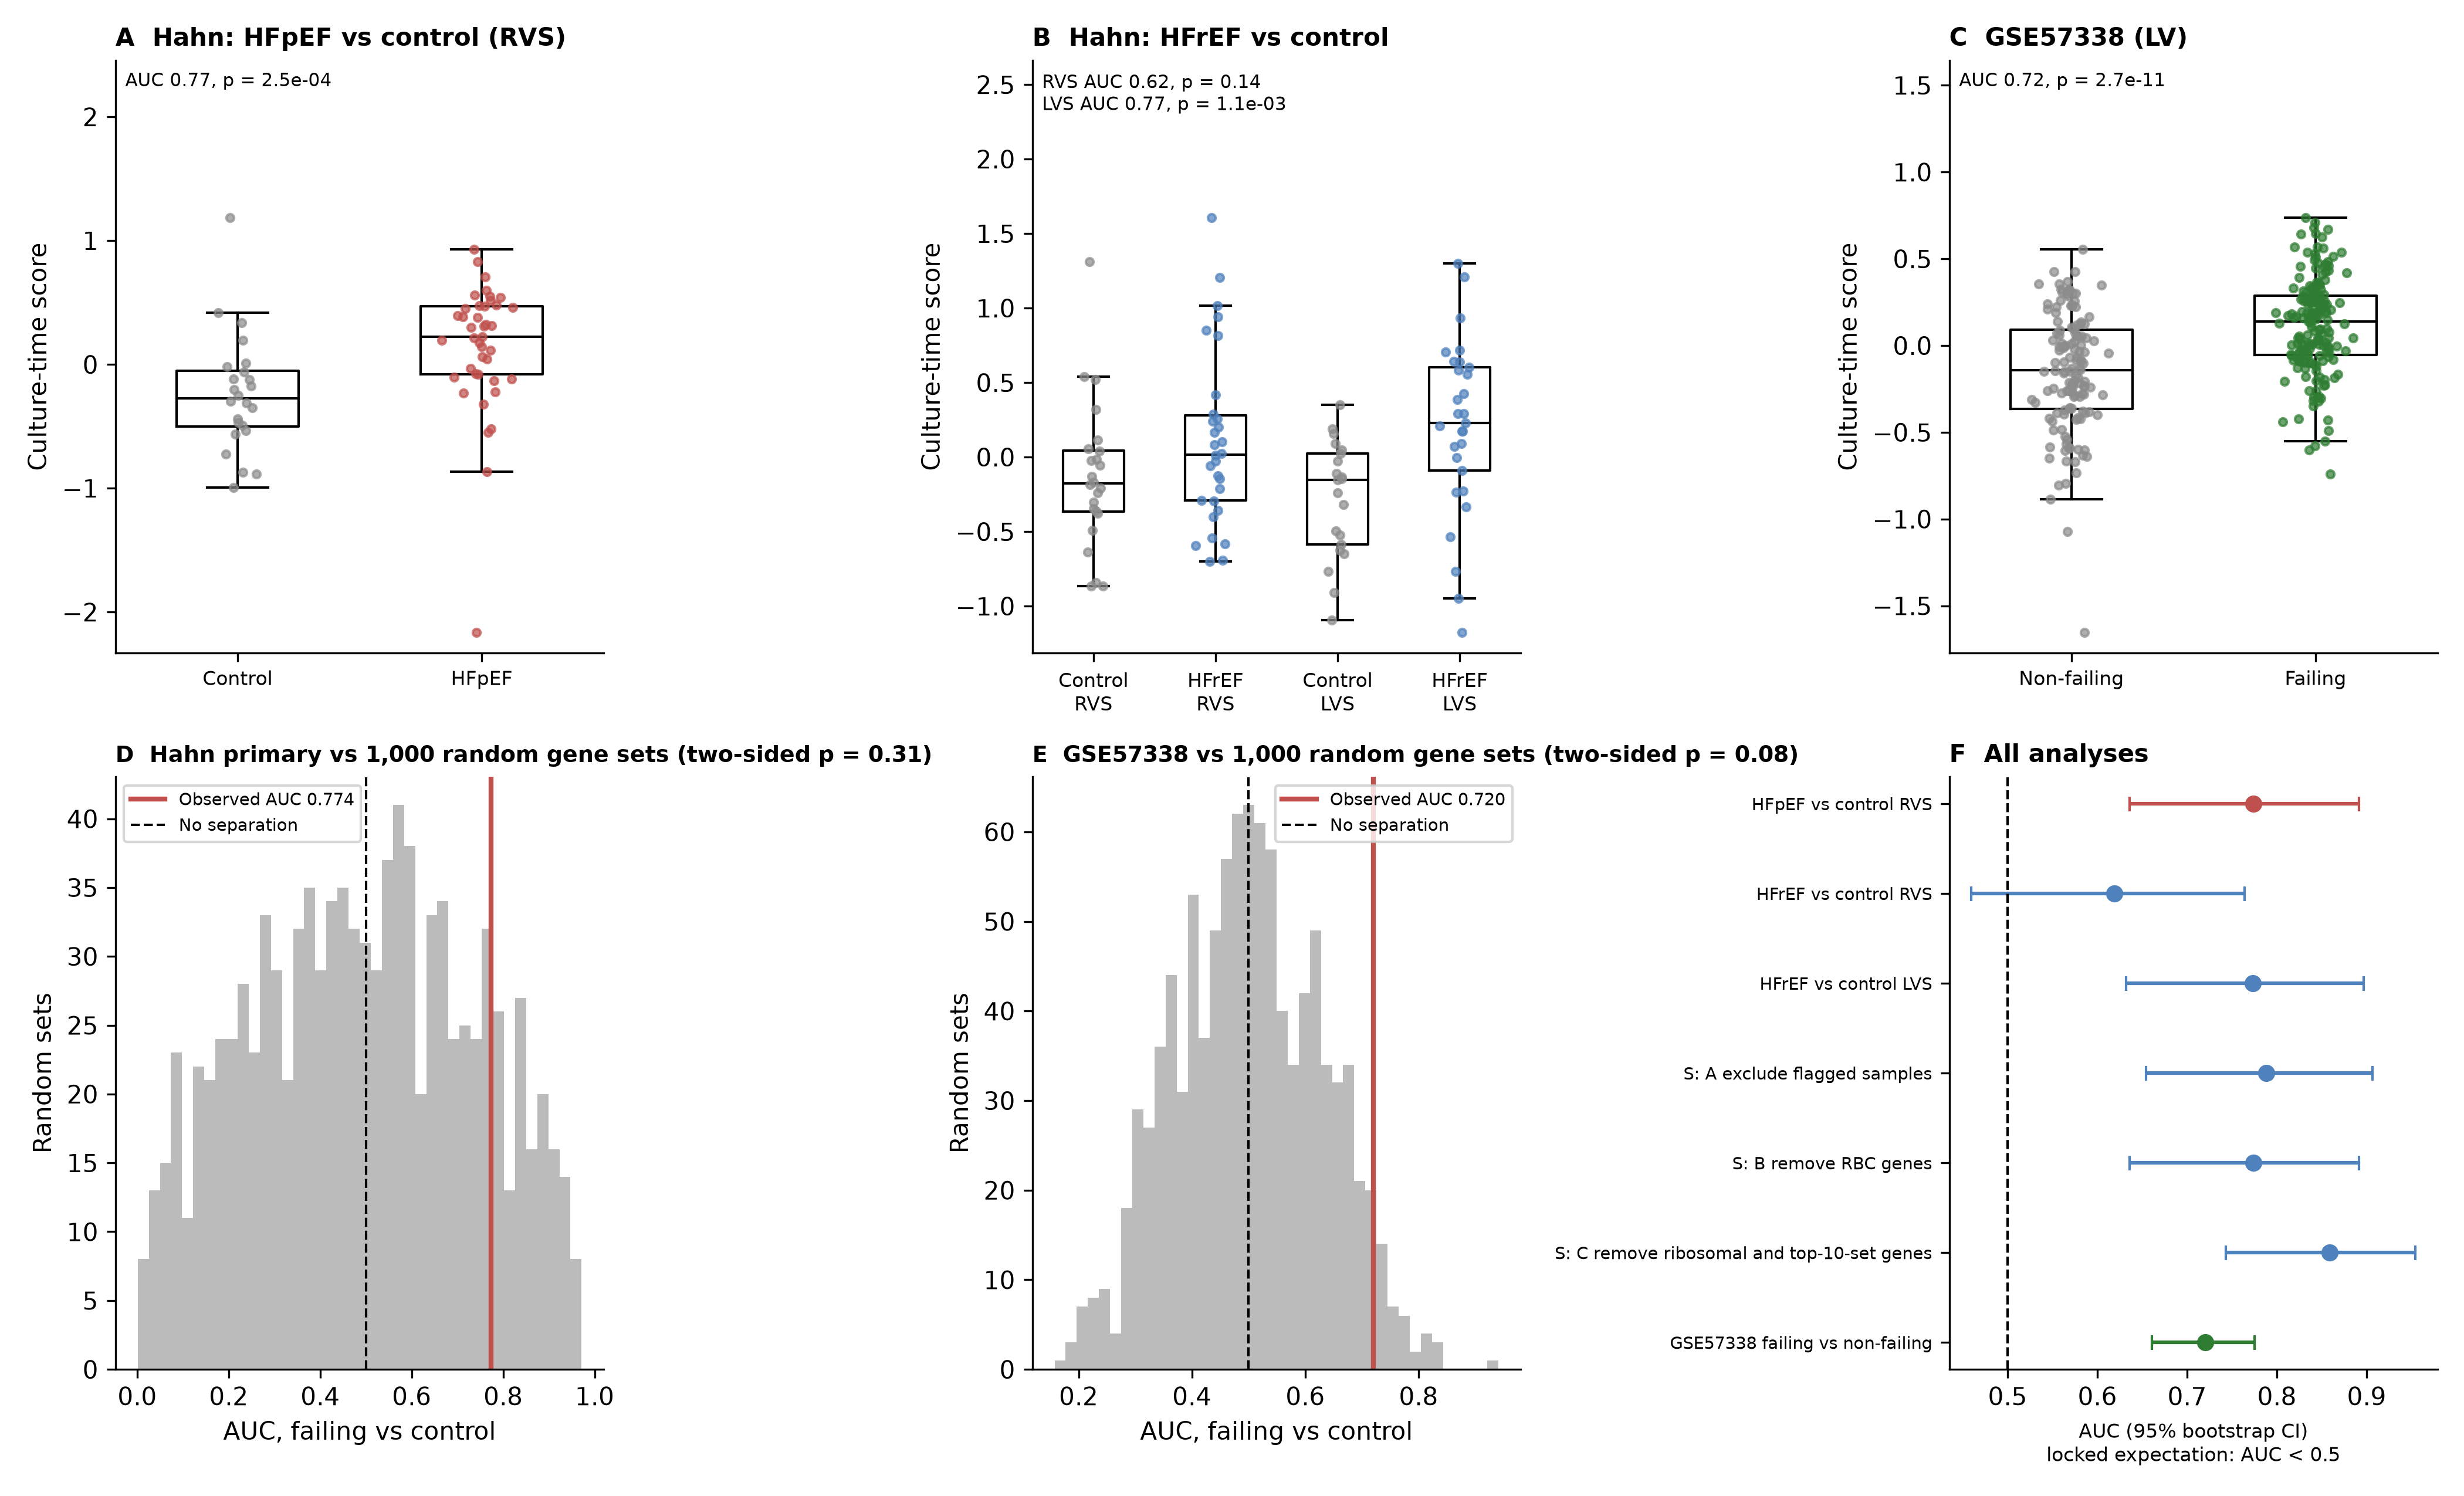 A Hahn: HFpEF vs control (RVS)
AUC 0.77, p = 2.5e-04
Culture-time score
2
1
0
−1
−2
Control
HFpEF
B Hahn: HFrEF vs control
RVS AUC 0.62, p = 0.14
LVS AUC 0.77, p = 1.1e-03
Culture-time score
2.5
2.0
1.5
1.0
0.5
0.0
−0.5
−1.0
Control
RVS
HFrEF
RVS
Control
LVS
HFrEF
LVS
C GSE57338 (LV)
AUC 0.72, p = 2.7e-11
Culture-time score
1.5
1.0
0.5
0.0
−0.5
−1.0
−1.5
Non-failing
Failing
D Hahn primary vs 1,000 random gene sets (two-sided p = 0.31)
Observed AUC 0.774
No separation
Random sets
40
35
30
25
20
15
10
5
0
0.0 0.2 0.4 0.6 0.8 1.0
AUC, failing vs control
E GSE57338 vs 1,000 random gene sets (two-sided p = 0.08)
Observed AUC 0.720
No separation
Random sets
60
50
40
30
20
10
0
0.2 0.4 0.6 0.8
AUC, failing vs control
F All analyses
HFpEF vs control RVS
HFrEF vs control RVS
HFrEF vs control LVS
S: A exclude flagged samples
S: B remove RBC genes
S: C remove ribosomal and top-10-set genes
GSE57338 failing vs non-failing
0.5 0.6 0.7 0.8 0.9
AUC (95% bootstrap CI)
locked expectation: AUC < 0.5